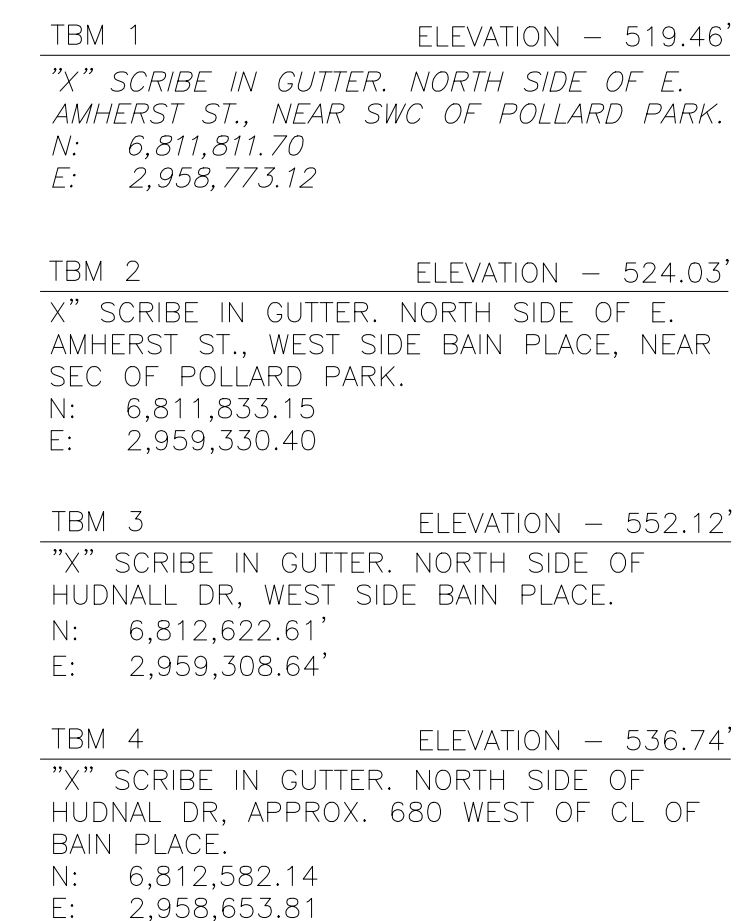 TBM 1 ELEVATION – 519.46'
"X" SCRIBE IN GUTTER. NORTH SIDE OF E.
AMHERST ST., NEAR SWC OF POLLARD PARK.
N: 6,811,811.70
E: 2,958,773.12
TBM 2 ELEVATION – 524.03'
X" SCRIBE IN GUTTER. NORTH SIDE OF E.
AMHERST ST., WEST SIDE BAIN PLACE, NEAR
SEC OF POLLARD PARK.
N: 6,811,833.15
E: 2,959,330.40
TBM 3 ELEVATION – 552.12'
"X" SCRIBE IN GUTTER. NORTH SIDE OF
HUDNALL DR, WEST SIDE BAIN PLACE.
N: 6,812,622.61'
E: 2,959,308.64'
TBM 4 ELEVATION – 536.74'
"X" SCRIBE IN GUTTER. NORTH SIDE OF
HUDNAL DR, APPROX. 680 WEST OF CL OF
BAIN PLACE.
N: 6,812,582.14
E: 2,958,653.81